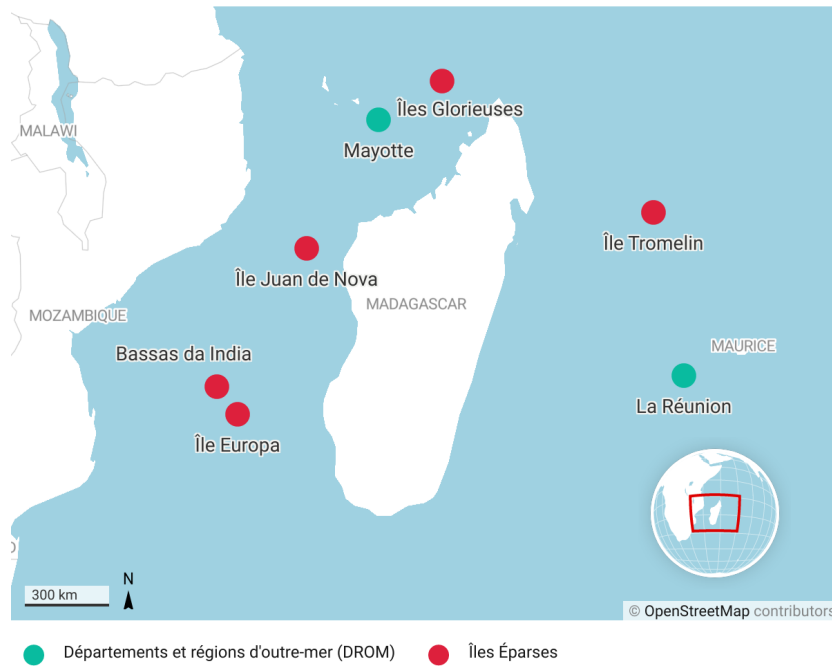 Îles Glorieuses
MALAWI
Mayotte
Île Tromelin
Île Juan de Nova
MADAGASCAR
MOZAMBIQUE
MAURICE
Bassas da India
La Réunion
Île Europa
300 km
N
© OpenStreetMap contributors
Départements et régions d'outre-mer (DROM)
Îles Éparses